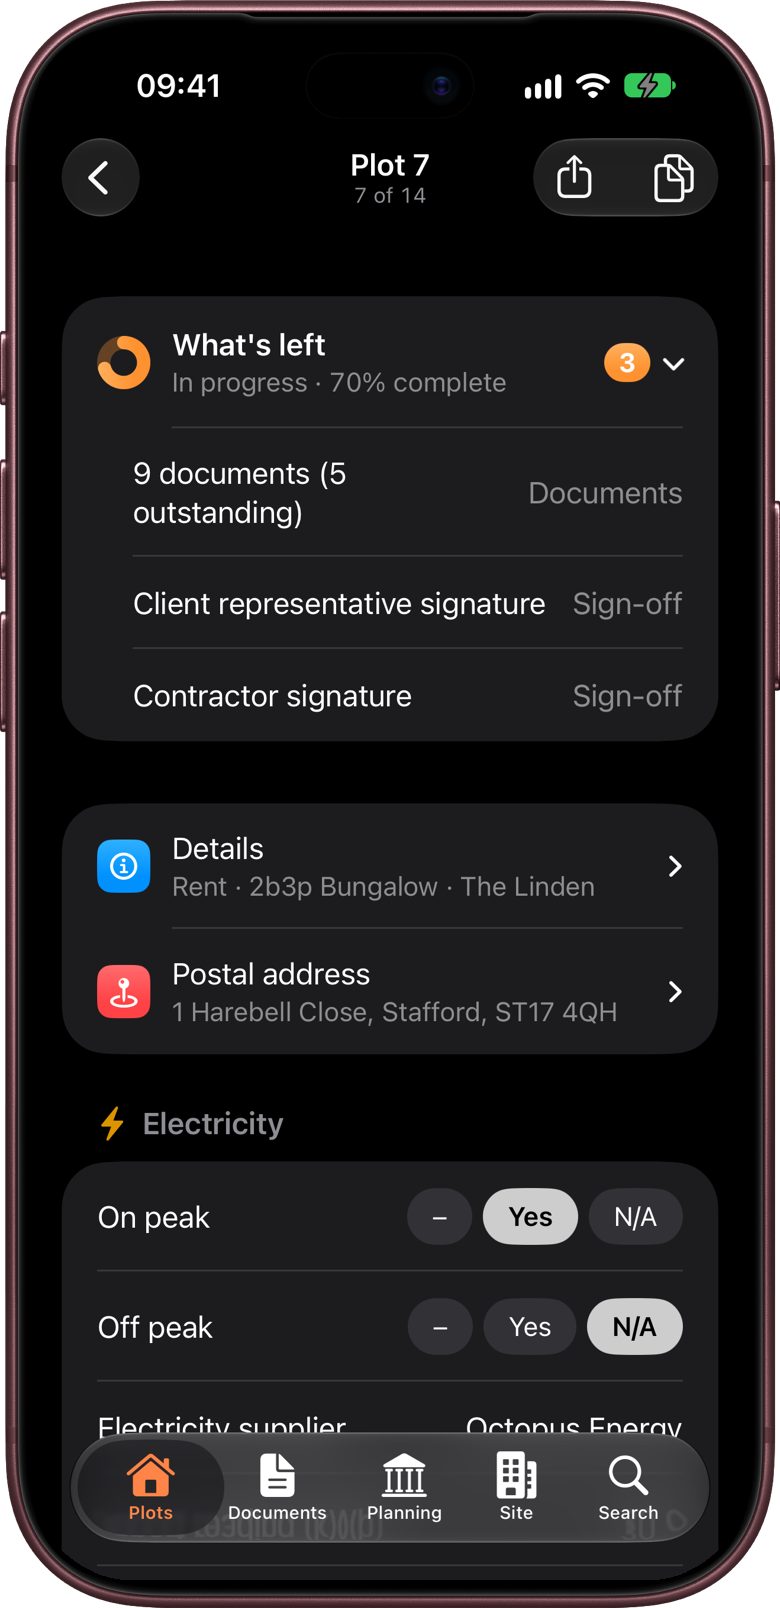 09:41
Plot 7
7 of 14
What's left
3
In progress · 70% complete
9 documents (5
outstanding)
Documents
Client representative signature
Sign-off
Contractor signature
Sign-off
Details
Rent · 2b3p Bungalow · The Linden
Postal address
1 Harebell Close, Stafford, ST17 4QH
Electricity
On peak
–
Yes
N/A
Off peak
–
Yes
N/A
Electricity supplier
Octopus Energy
Plots
Documents
Planning
Site
Search